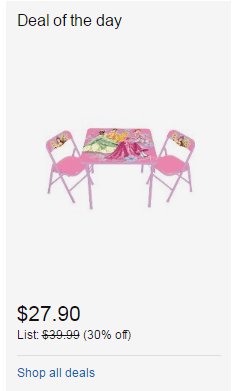 Deal of the day
$27.90
List: $39.99 (30% off)
Shop all deals